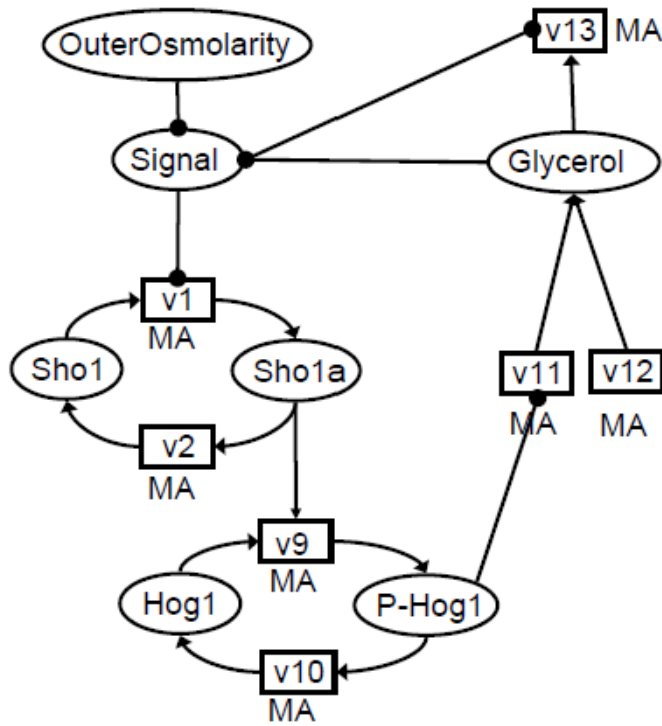 OuterOsmolarity
v13 MA
Signal
Glycerol
v1
MA
Sho1
Sho1a
v11
v12
MA
MA
v2
MA
v9
MA
Hog1
P-Hog1
v10
MA